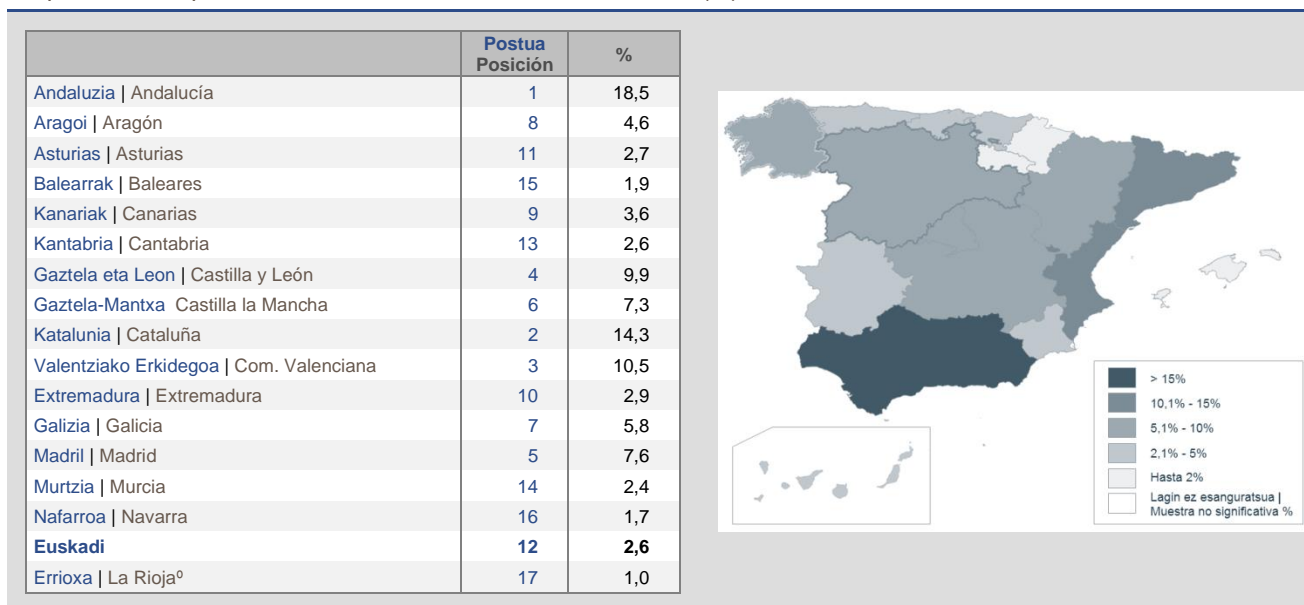 Postua
Posición
%
Andaluzia | Andalucía 1 18,5
Aragoi | Aragón 8 4,6
Asturias | Asturias 11 2,7
Balearrak | Baleares 15 1,9
Kanariak | Canarias 9 3,6
Kantabria | Cantabria 13 2,6
Gaztela eta Leon | Castilla y León 4 9,9
Gaztela-Mantxa Castilla la Mancha 6 7,3
Katalunia | Cataluña 2 14,3
Valentziako Erkidegoa | Com. Valenciana 3 10,5
Extremadura | Extremadura 10 2,9
Galizia | Galicia 7 5,8
Madril | Madrid 5 7,6
Murtzia | Murcia 14 2,4
Nafarroa | Navarra 16 1,7
Euskadi 12 2,6
Errioxa | La Rioja⁰ 17 1,0
> 15%
10,1% - 15%
5,1% - 10%
2,1% - 5%
Hasta 2%
Lagin ez esanguratsua |
Muestra no significativa %